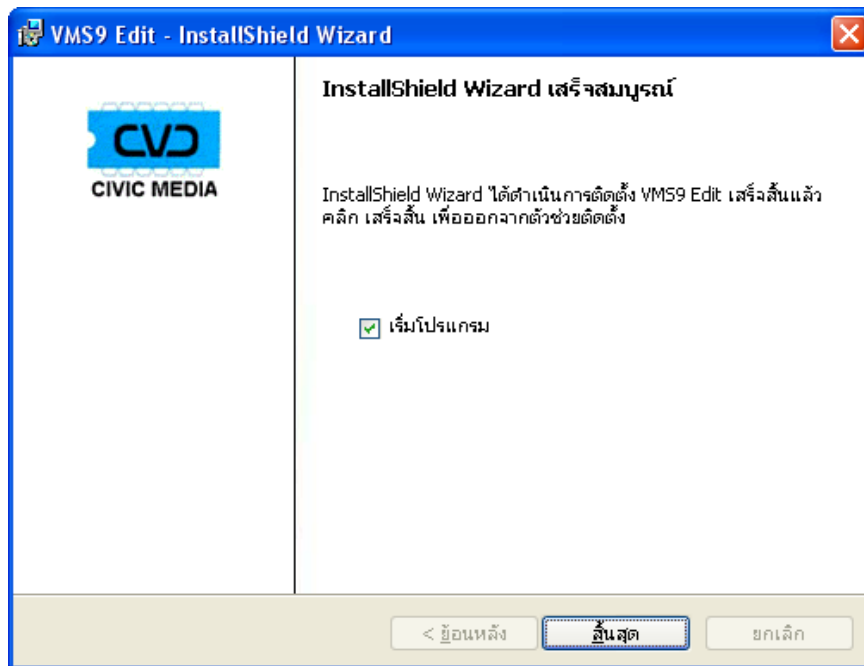 VMS9 Edit - InstallShield Wizard
InstallShield Wizard เสร็จสมบูรณ์
CVD
CIVIC MEDIA
InstallShield Wizard ได้ดำเนินการติดตั้ง VMS9 Edit เสร็จสิ้นแล้ว
คลิก เสร็จสิ้น เพื่อออกจากตัวช่วยติดตั้ง
เริ่มโปรแกรม
< ย้อนหลัง สิ้นสุด ยกเลิก